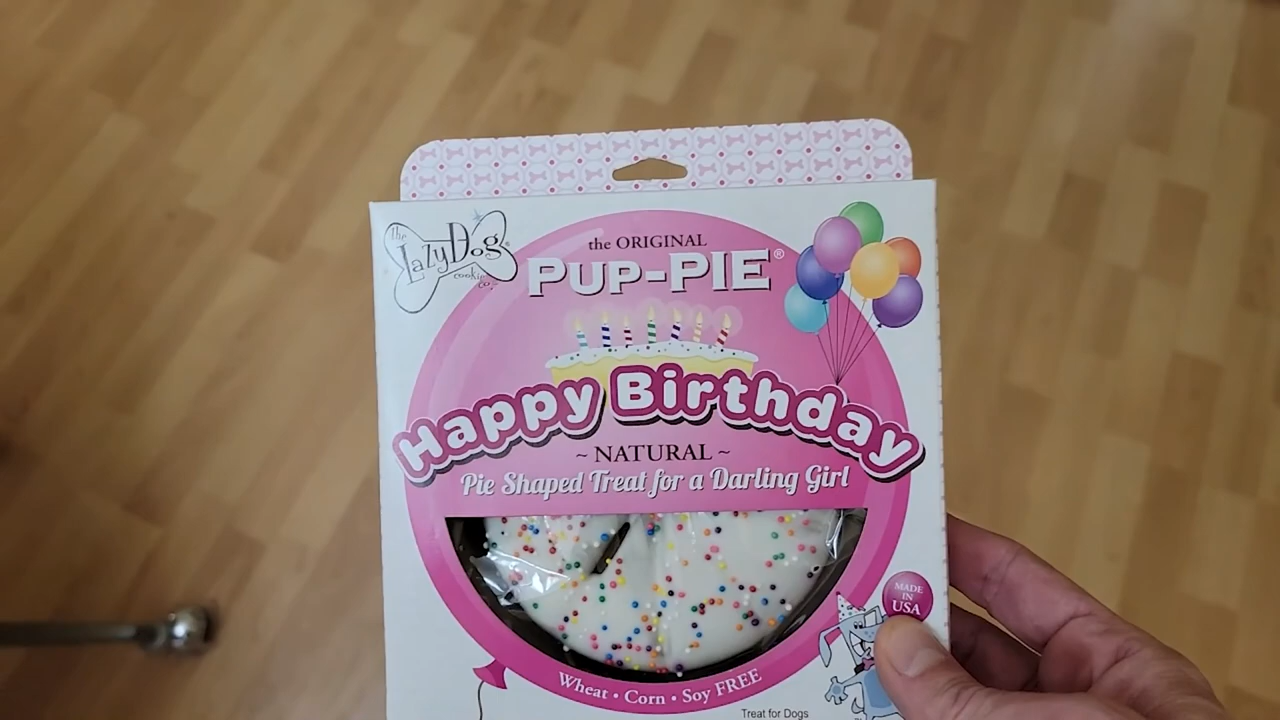 the
LazyDog
cookie
co.
the ORIGINAL
PUP-PIE®
Happy Birthday
~ NATURAL ~
Pie Shaped Treat for a Darling Girl
MADE
IN
USA
Wheat • Corn • Soy FREE
Treat for Dogs